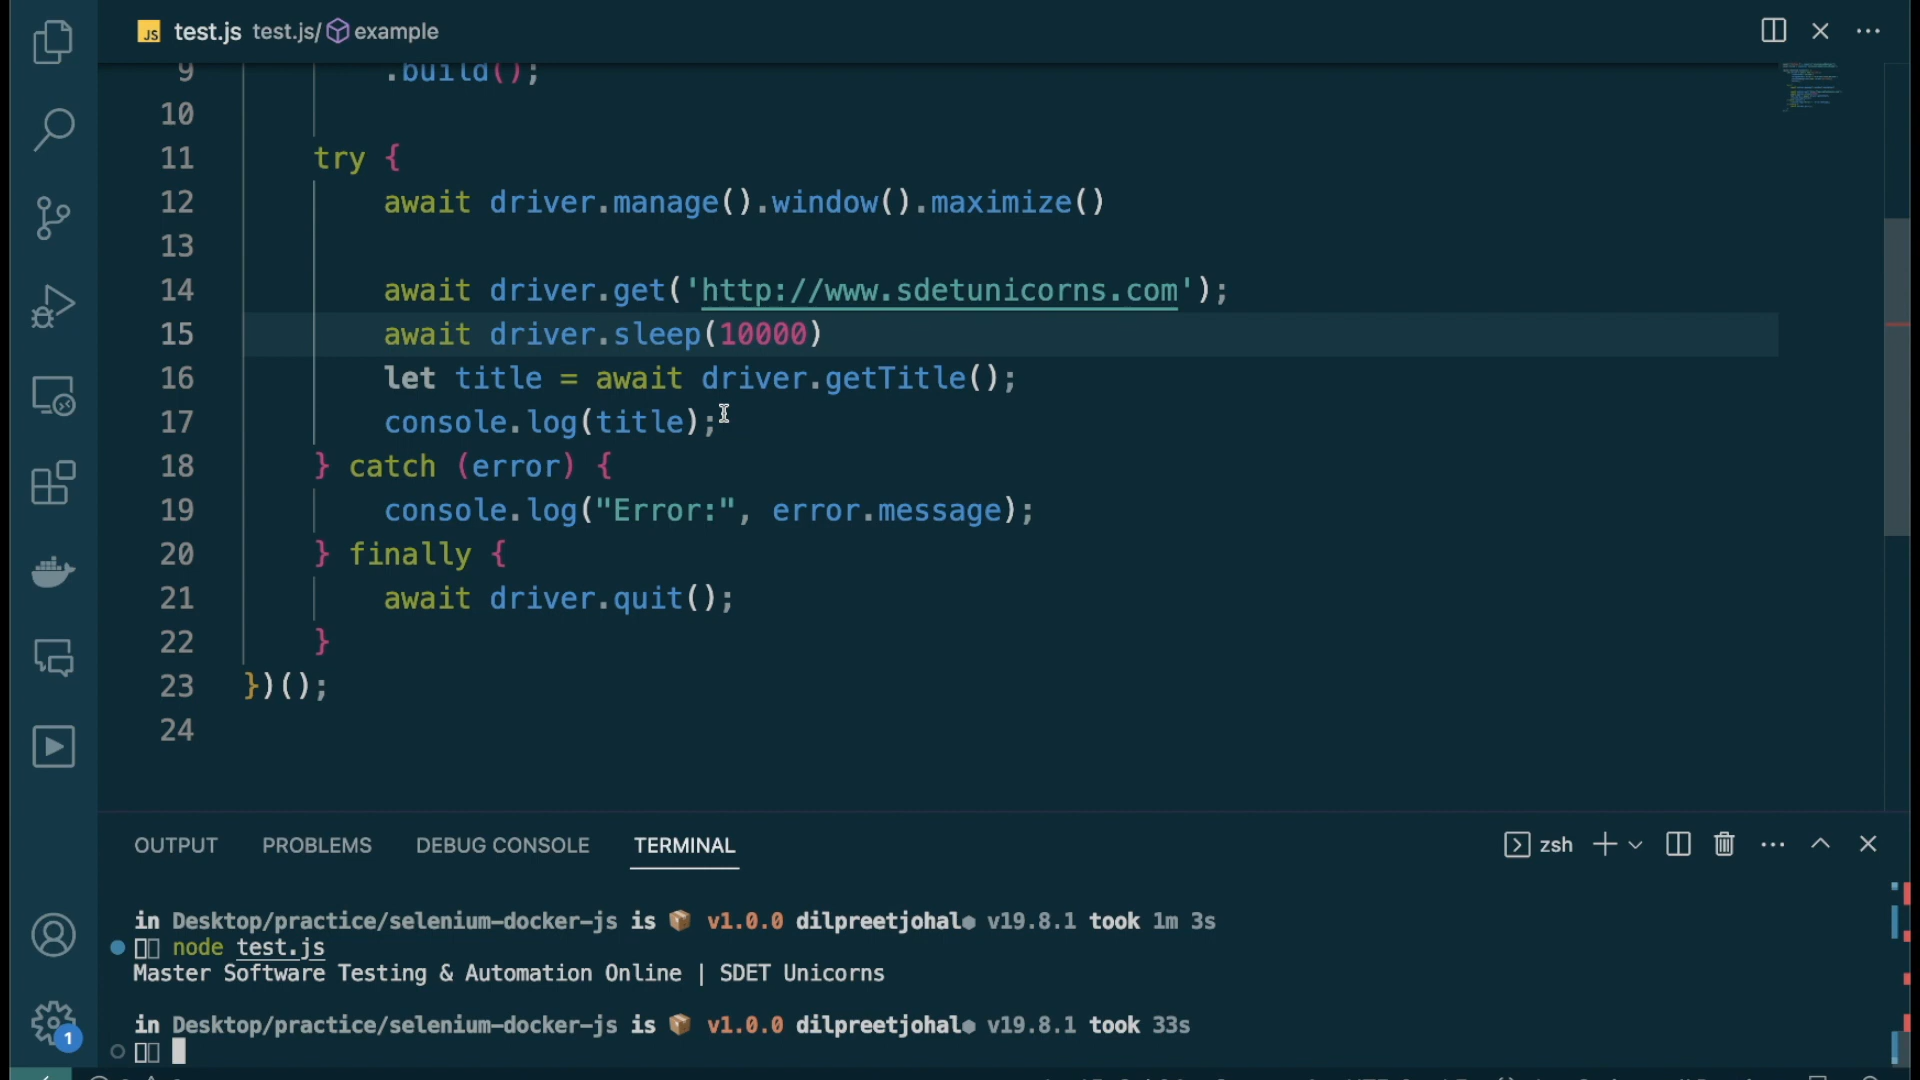 JS test.js test.js/ example
9 .build();
10
11 try {
12 await driver.manage().window().maximize()
13
14 await driver.get('http://www.sdetunicorns.com');
15 await driver.sleep(10000)
16 let title = await driver.getTitle();
17 console.log(title);
18 } catch (error) {
19 console.log("Error:", error.message);
20 } finally {
21 await driver.quit();
22 }
23 })();
24
OUTPUT PROBLEMS DEBUG CONSOLE TERMINAL zsh
in Desktop/practice/selenium-docker-js is 📦 v1.0.0 dilpreetjohal● v19.8.1 took 1m 3s
node test.js
Master Software Testing & Automation Online | SDET Unicorns
in Desktop/practice/selenium-docker-js is 📦 v1.0.0 dilpreetjohal● v19.8.1 took 33s
1